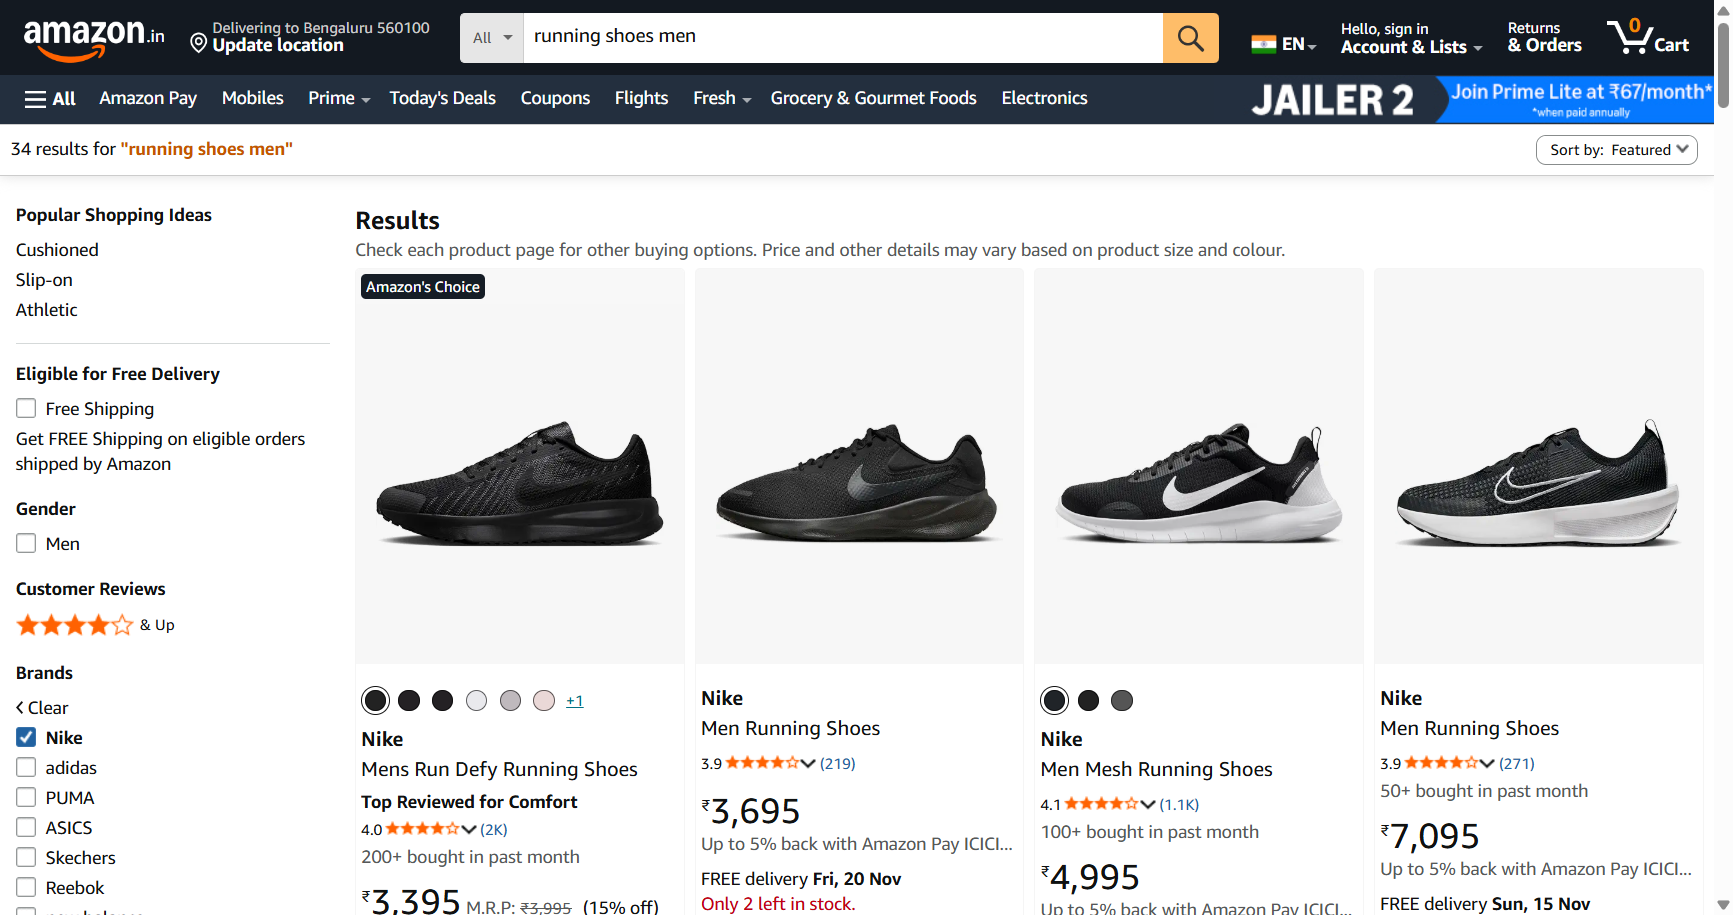 amazon.in
Delivering to Bengaluru 560100
Update location
All
running shoes men
EN
Hello, sign in
Account & Lists
Returns
& Orders
0
Cart
All
Amazon Pay
Mobiles
Prime
Today's Deals
Coupons
Flights
Fresh
Grocery & Gourmet Foods
Electronics
JAILER 2
Join Prime Lite at ₹67/month*
*when paid annually
34 results for "running shoes men"
Sort by: Featured
Popular Shopping Ideas
Cushioned
Slip-on
Athletic
Eligible for Free Delivery
Free Shipping
Get FREE Shipping on eligible orders
shipped by Amazon
Gender
Men
Customer Reviews
& Up
Brands
Clear
Nike
adidas
PUMA
ASICS
Skechers
Reebok
Results
Check each product page for other buying options. Price and other details may vary based on product size and colour.
Amazon's Choice
+1
Nike
Mens Run Defy Running Shoes
Top Reviewed for Comfort
4.0 (2K)
200+ bought in past month
₹3,395 M.R.P: ₹3,995 (15% off)
Nike
Men Running Shoes
3.9 (219)
₹3,695
Up to 5% back with Amazon Pay ICICI...
FREE delivery Fri, 20 Nov
Only 2 left in stock.
Nike
Men Mesh Running Shoes
4.1 (1.1K)
100+ bought in past month
₹4,995
Up to 5% back with Amazon Pay ICICI...
Nike
Men Running Shoes
3.9 (271)
50+ bought in past month
₹7,095
Up to 5% back with Amazon Pay ICICI...
FREE delivery Sun, 15 Nov